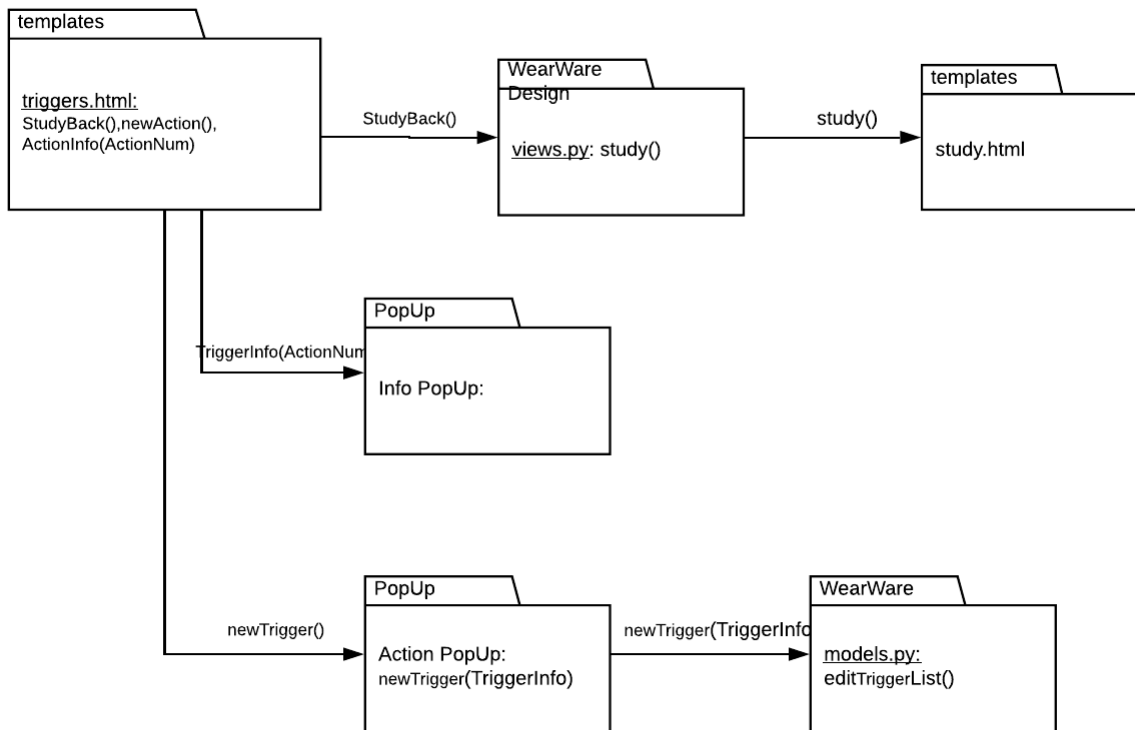 templates
triggers.html:
StudyBack(),newAction(),
ActionInfo(ActionNum)
StudyBack()
WearWare
Design
views.py: study()
study()
templates
study.html
TriggerInfo(ActionNum
PopUp
Info PopUp:
newTrigger()
PopUp
Action PopUp:
newTrigger(TriggerInfo)
newTrigger(TriggerInfo
WearWare
models.py:
editTriggerList()